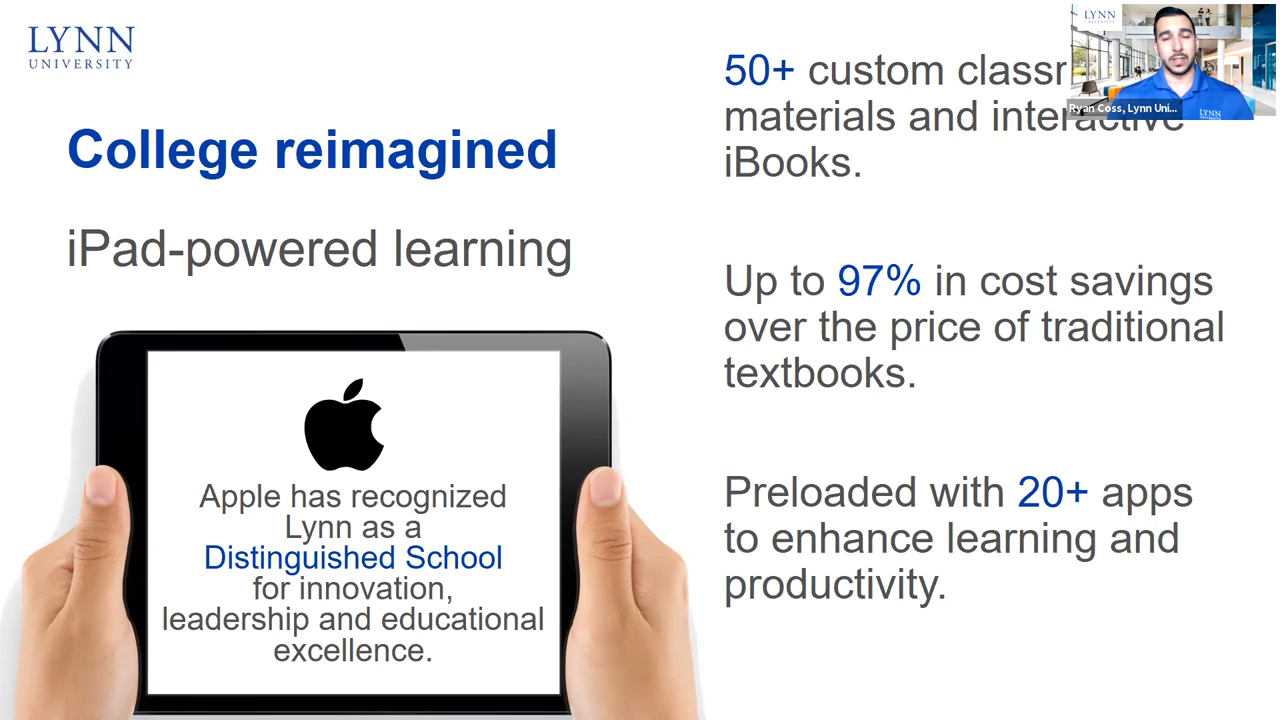 LYNN
UNIVERSITY
College reimagined
iPad-powered learning
Apple has recognized
Lynn as a
Distinguished School
for innovation,
leadership and educational
excellence.
50+ custom
materials and interactive
iBooks.
Up to 97% in cost savings
over the price of traditional
textbooks.
Preloaded with 20+ apps
to enhance learning and
productivity.
LYNN
Ryan Coss, Lynn Uni...
LYNN